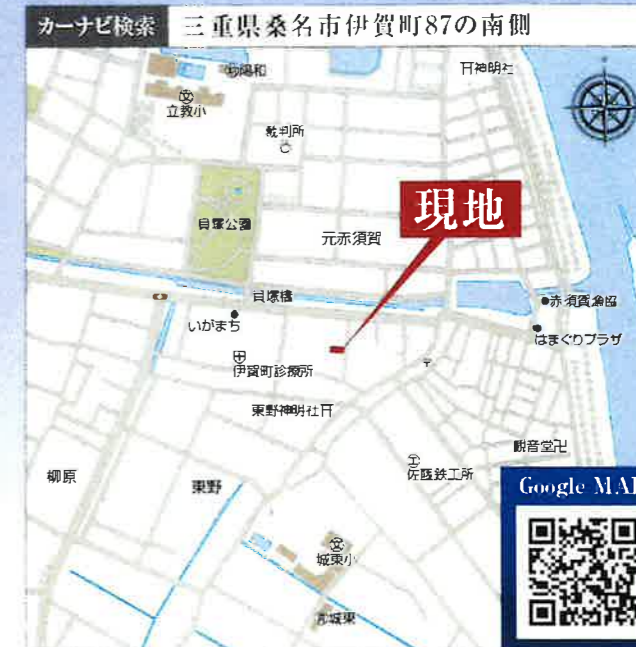 カーナビ検索 三重県桑名市伊賀町87の南側
幼陽和
神明社
立教小
裁判所
現地
貝塚公園
元赤須賀
貝塚橋
赤須賀漁協
いがまち
はまぐりプラザ
伊賀町診療所
東野神明社
観音堂
佐藤鉄工所
柳原
東野
Google MAP
城東小
幼城東